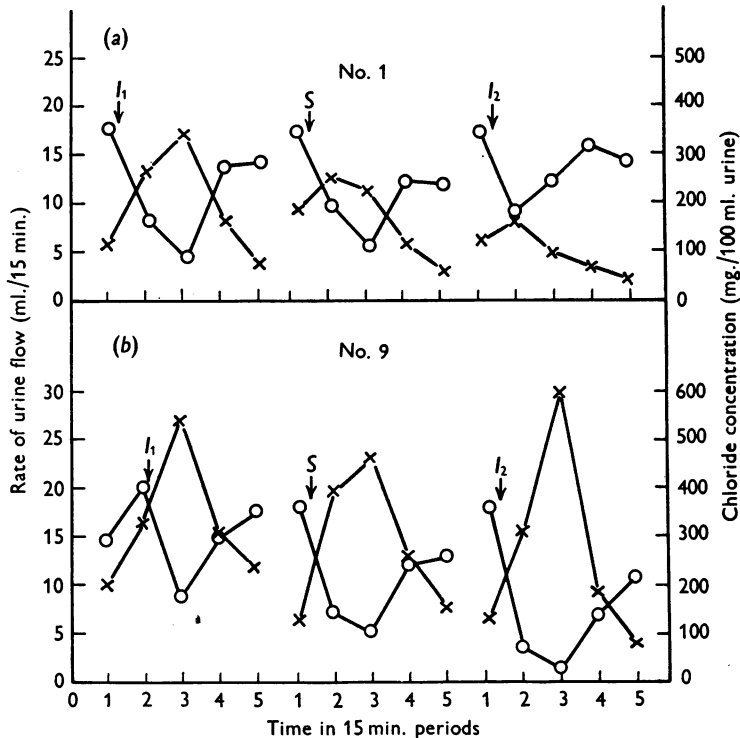 (a)
No. 1
I₁
S
I₂
25
20
15
10
5
0
500
400
300
200
100
0
(b)
No. 9
I₁
S
I₂
30
25
20
15
10
5
0
600
500
400
300
200
100
0
0 1 2 3 4 5 1 2 3 4 5 1 2 3 4 5
Time in 15 min. periods
Rate of urine flow (ml./15 min.)
Chloride concentration (mg./100 ml. urine)